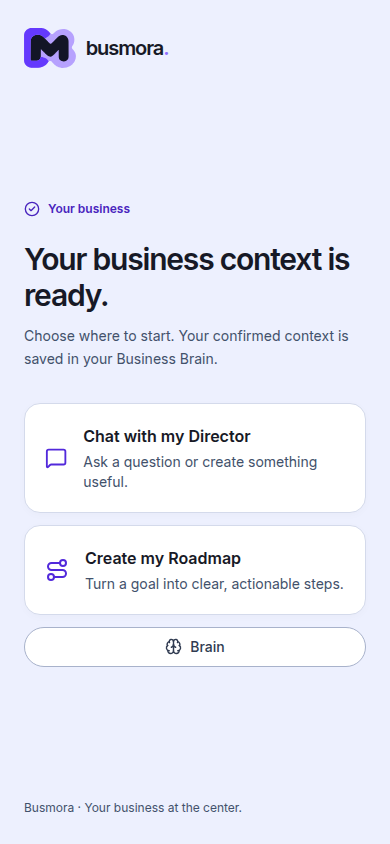 busmora.
Your business
Your business context is
ready.
Choose where to start. Your confirmed context is
saved in your Business Brain.
Chat with my Director
Ask a question or create something
useful.
Create my Roadmap
Turn a goal into clear, actionable steps.
Brain
Busmora · Your business at the center.